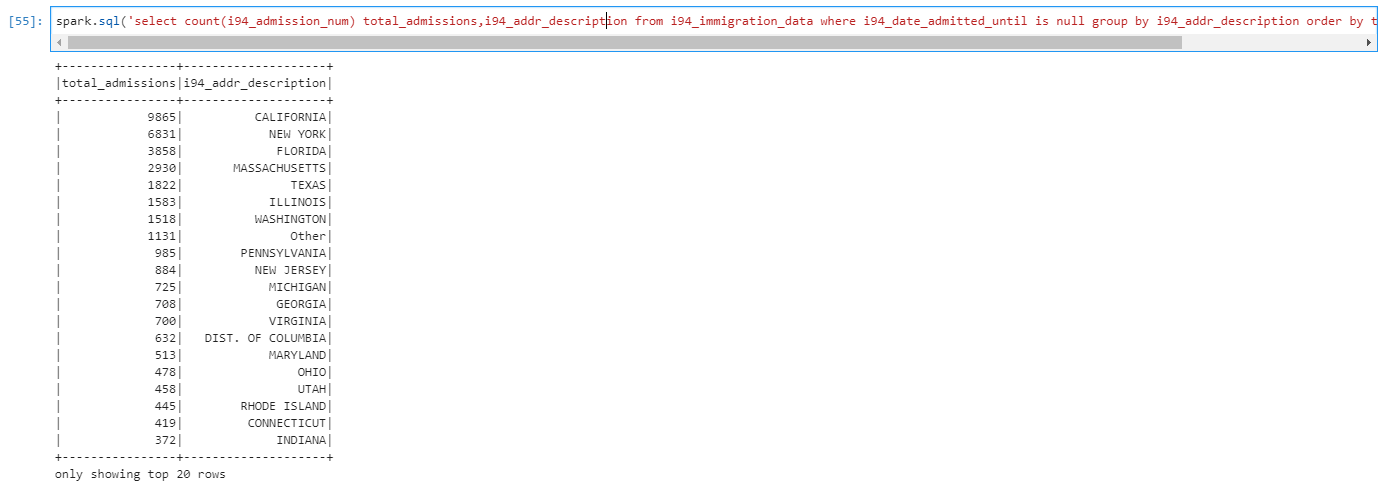 [55]: spark.sql('select count(i94_admission_num) total_admissions,i94_addr_description from i94_immigration_data where i94_date_admitted_until is null group by i94_addr_description order by t
+---------------+--------------------+
|total_admissions|i94_addr_description|
+---------------+--------------------+
| 9865| CALIFORNIA|
| 6831| NEW YORK|
| 3858| FLORIDA|
| 2930| MASSACHUSETTS|
| 1822| TEXAS|
| 1583| ILLINOIS|
| 1518| WASHINGTON|
| 1131| Other|
| 985| PENNSYLVANIA|
| 884| NEW JERSEY|
| 725| MICHIGAN|
| 708| GEORGIA|
| 700| VIRGINIA|
| 632| DIST. OF COLUMBIA|
| 513| MARYLAND|
| 478| OHIO|
| 458| UTAH|
| 445| RHODE ISLAND|
| 419| CONNECTICUT|
| 372| INDIANA|
+---------------+--------------------+
only showing top 20 rows